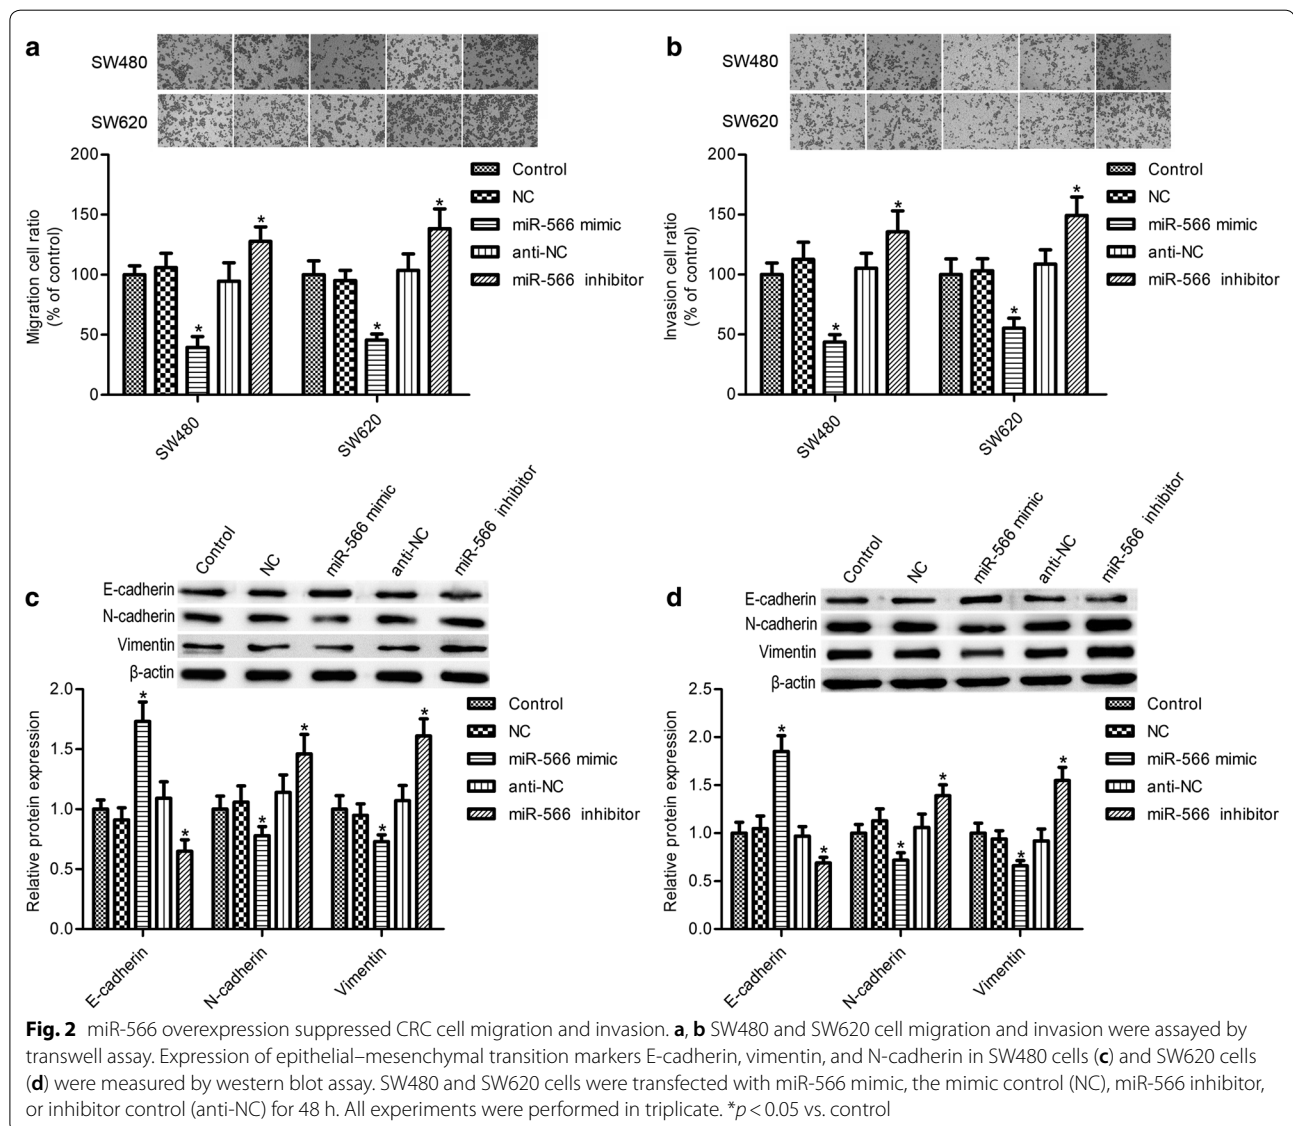 a
SW480
SW620
200
150
100
50
0
Migration cell ratio
(% of control)
*
*
*
*
SW480
SW620
Control
NC
miR-566 mimic
anti-NC
miR-566 inhibitor
b
SW480
SW620
200
150
100
50
0
Invasion cell ratio
(% of control)
*
*
*
*
SW480
SW620
Control
NC
miR-566 mimic
anti-NC
miR-566 inhibitor
c
Control
NC
miR-566 mimic
anti-NC
miR-566 inhibitor
E-cadherin
N-cadherin
Vimentin
β-actin
2.0
1.5
1.0
0.5
0.0
Relative protein expression
*
*
*
*
*
*
E-cadherin
N-cadherin
Vimentin
Control
NC
miR-566 mimic
anti-NC
miR-566 inhibitor
d
Control
NC
miR-566 mimic
anti-NC
miR-566 inhibitor
E-cadherin
N-cadherin
Vimentin
β-actin
2.5
2.0
1.5
1.0
0.5
0.0
Relative protein expression
*
*
*
*
*
*
E-cadherin
N-cadherin
Vimentin
Control
NC
miR-566 mimic
anti-NC
miR-566 inhibitor
Fig. 2 miR-566 overexpression suppressed CRC cell migration and invasion. a, b SW480 and SW620 cell migration and invasion were assayed by
transwell assay. Expression of epithelial–mesenchymal transition markers E-cadherin, vimentin, and N-cadherin in SW480 cells (c) and SW620 cells
(d) were measured by western blot assay. SW480 and SW620 cells were transfected with miR-566 mimic, the mimic control (NC), miR-566 inhibitor,
or inhibitor control (anti-NC) for 48 h. All experiments were performed in triplicate. *p < 0.05 vs. control